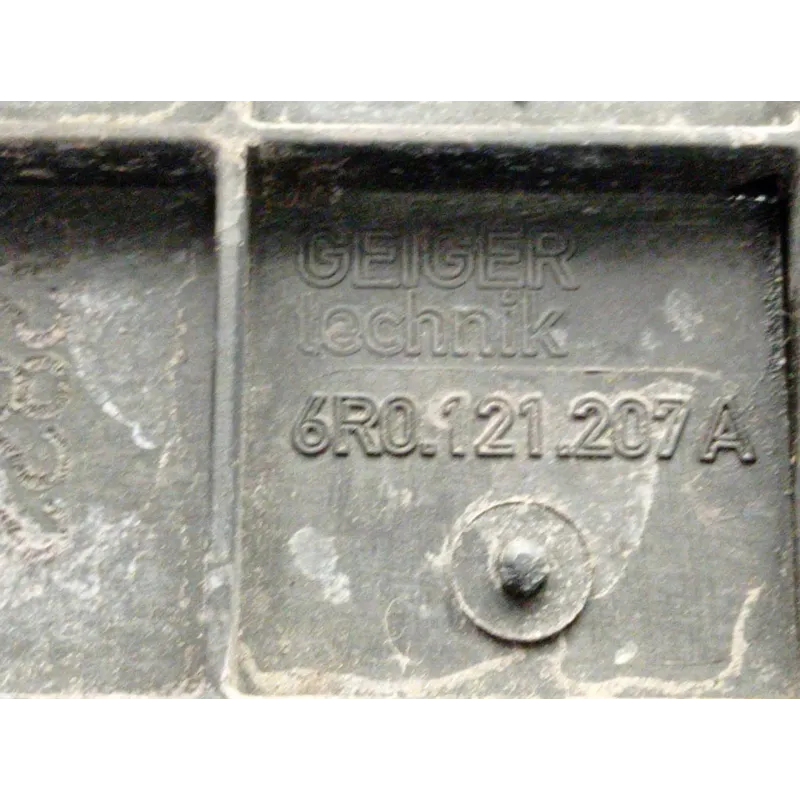 GEIGER
technik
6R0.121.207 A